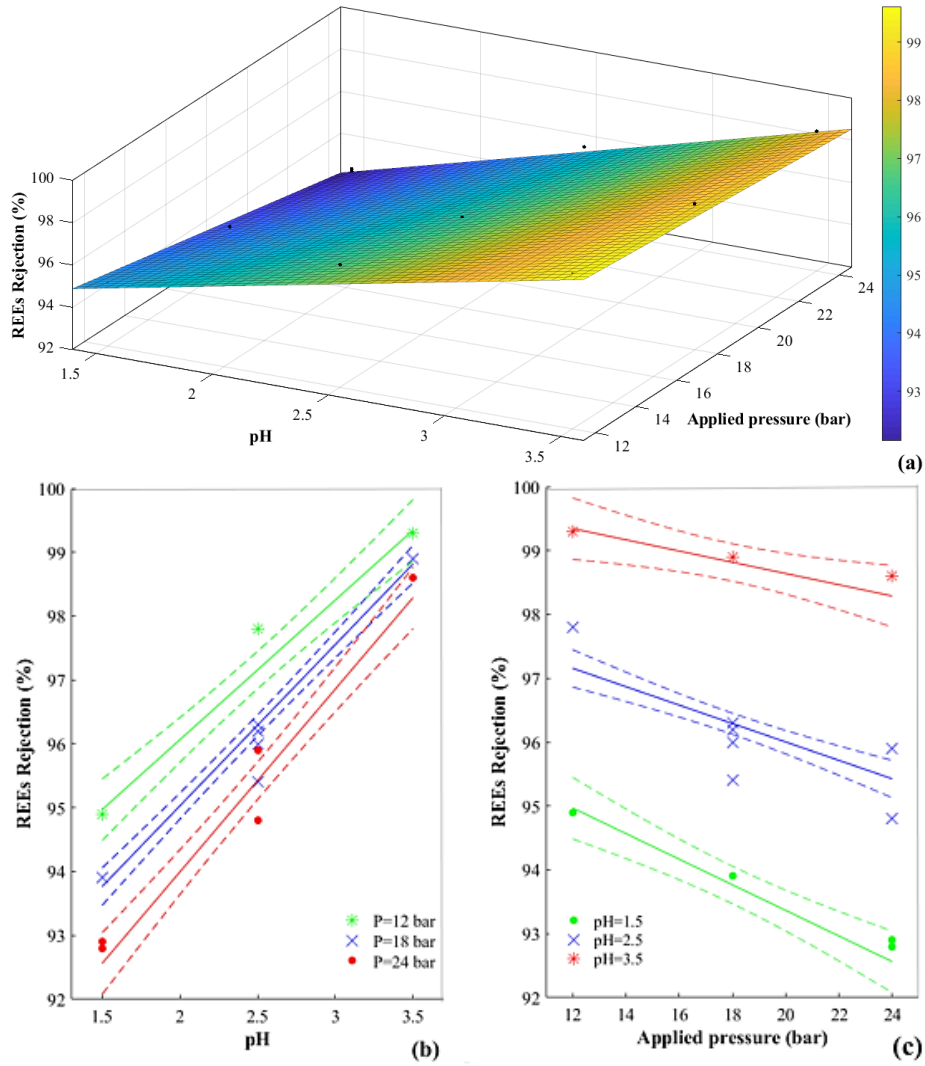 99
98
97
96
95
94
93
100
98
96
94
92
REEs Rejection (%)
1.5
2
2.5
3
3.5
pH
12
14
16
18
20
22
24
Applied pressure (bar)
(a)
100
99
98
97
96
95
94
93
92
REEs Rejection (%)
P=12 bar
P=18 bar
P=24 bar
1.5 2 2.5 3 3.5
pH
(b)
100
99
98
97
96
95
94
93
92
REEs Rejection (%)
pH=1.5
pH=2.5
pH=3.5
12 14 16 18 20 22 24
Applied pressure (bar)
(c)